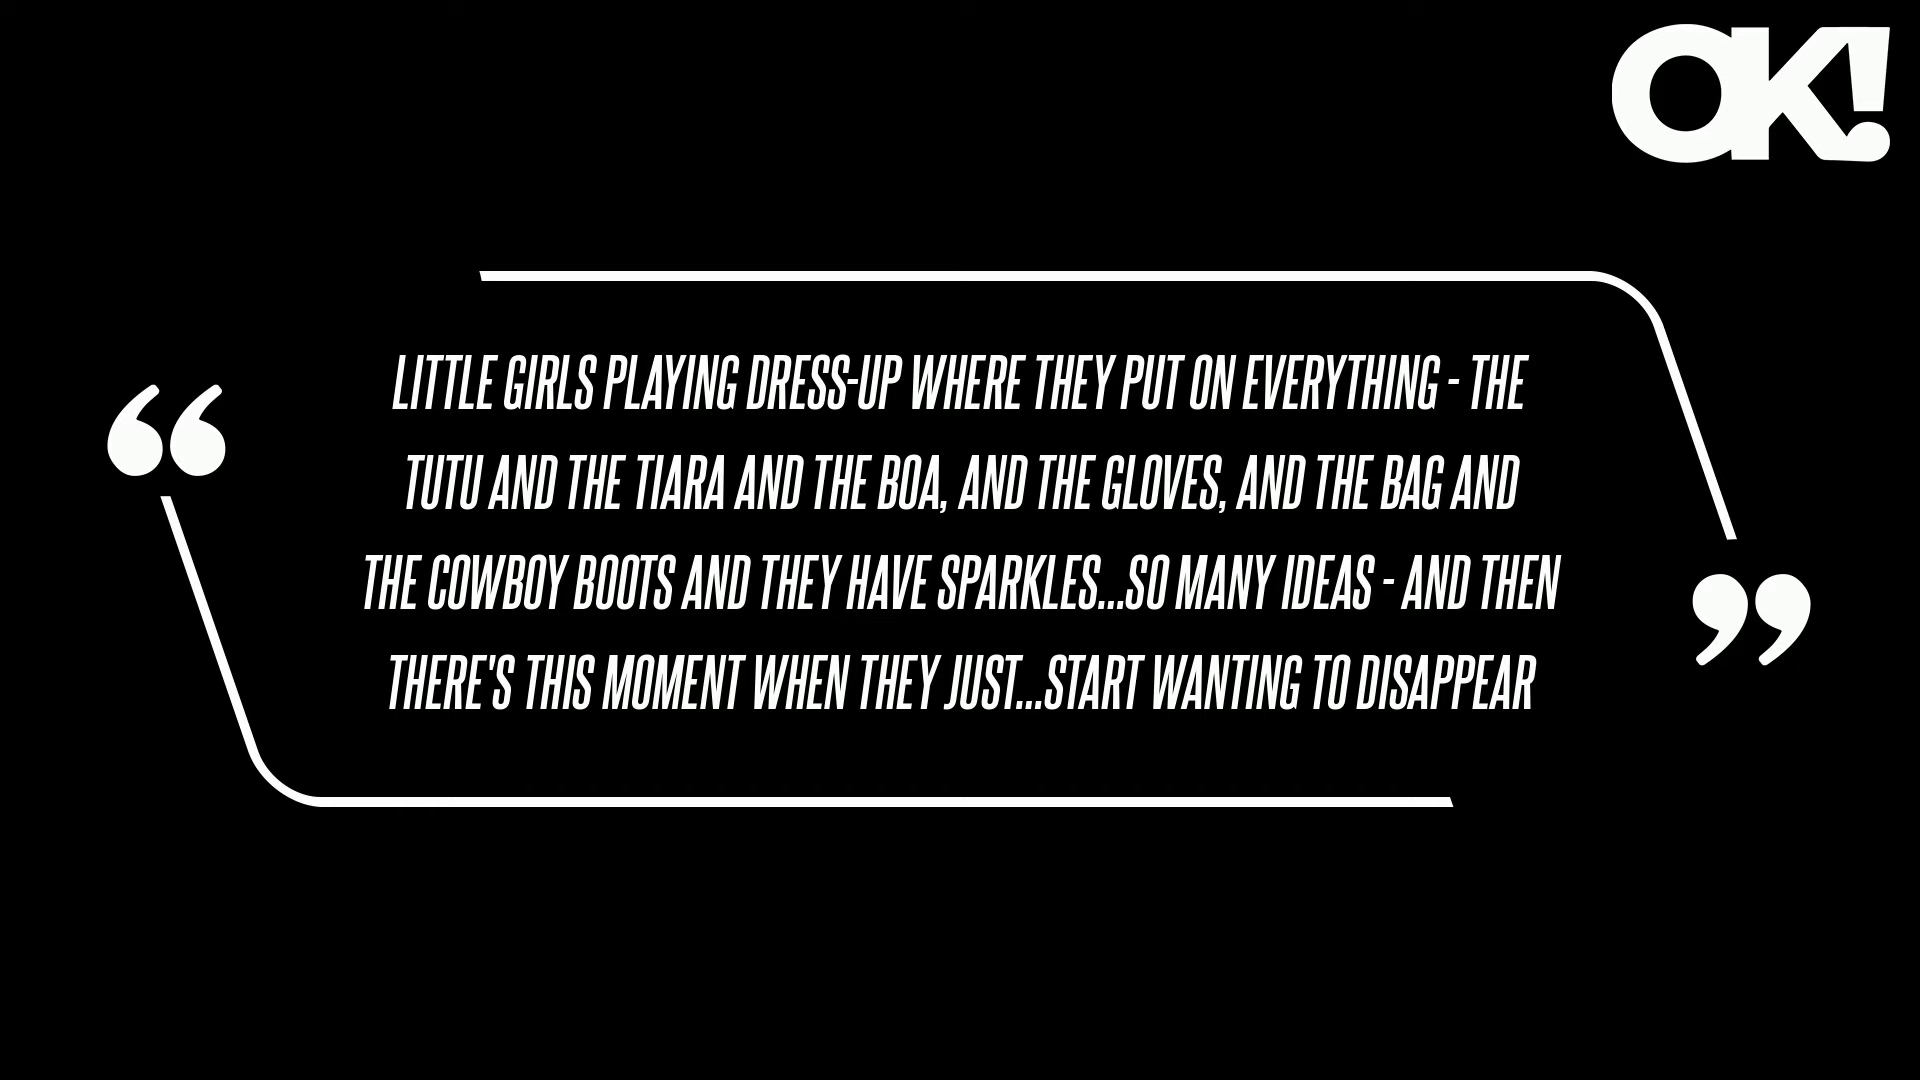 OK!
“
LITTLE GIRLS PLAYING DRESS-UP WHERE THEY PUT ON EVERYTHING - THE
TUTU AND THE TIARA AND THE BOA, AND THE GLOVES, AND THE BAG AND
THE COWBOY BOOTS AND THEY HAVE SPARKLES...SO MANY IDEAS - AND THEN
THERE'S THIS MOMENT WHEN THEY JUST...START WANTING TO DISAPPEAR
”